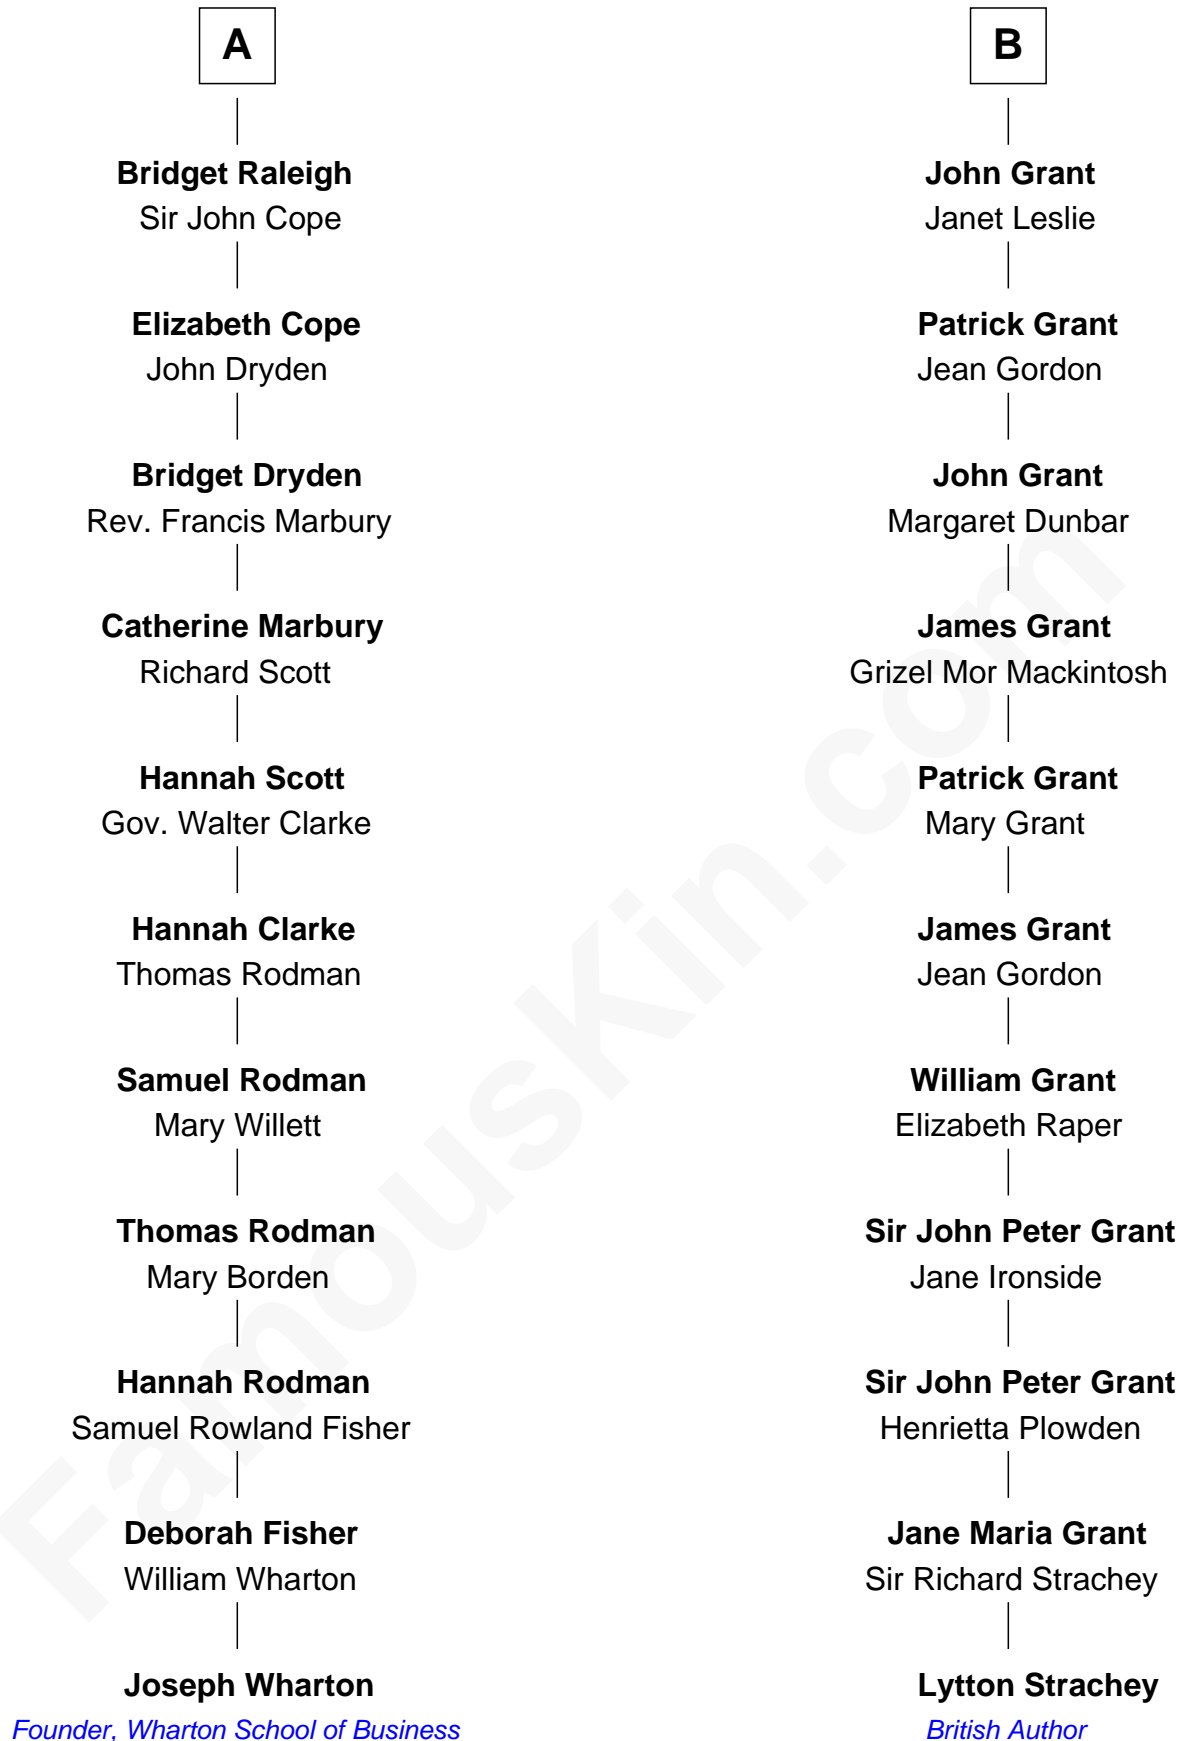 A
Bridget Raleigh
Sir John Cope
Elizabeth Cope
John Dryden
Bridget Dryden
Rev. Francis Marbury
Catherine Marbury
Richard Scott
Hannah Scott
Gov. Walter Clarke
Hannah Clarke
Thomas Rodman
Samuel Rodman
Mary Willett
Thomas Rodman
Mary Borden
Hannah Rodman
Samuel Rowland Fisher
Deborah Fisher
William Wharton
Joseph Wharton
Founder, Wharton School of Business
B
John Grant
Janet Leslie
Patrick Grant
Jean Gordon
John Grant
Margaret Dunbar
James Grant
Grizel Mor Mackintosh
Patrick Grant
Mary Grant
James Grant
Jean Gordon
William Grant
Elizabeth Raper
Sir John Peter Grant
Jane Ironside
Sir John Peter Grant
Henrietta Plowden
Jane Maria Grant
Sir Richard Strachey
Lytton Strachey
British Author
FamousKin.com